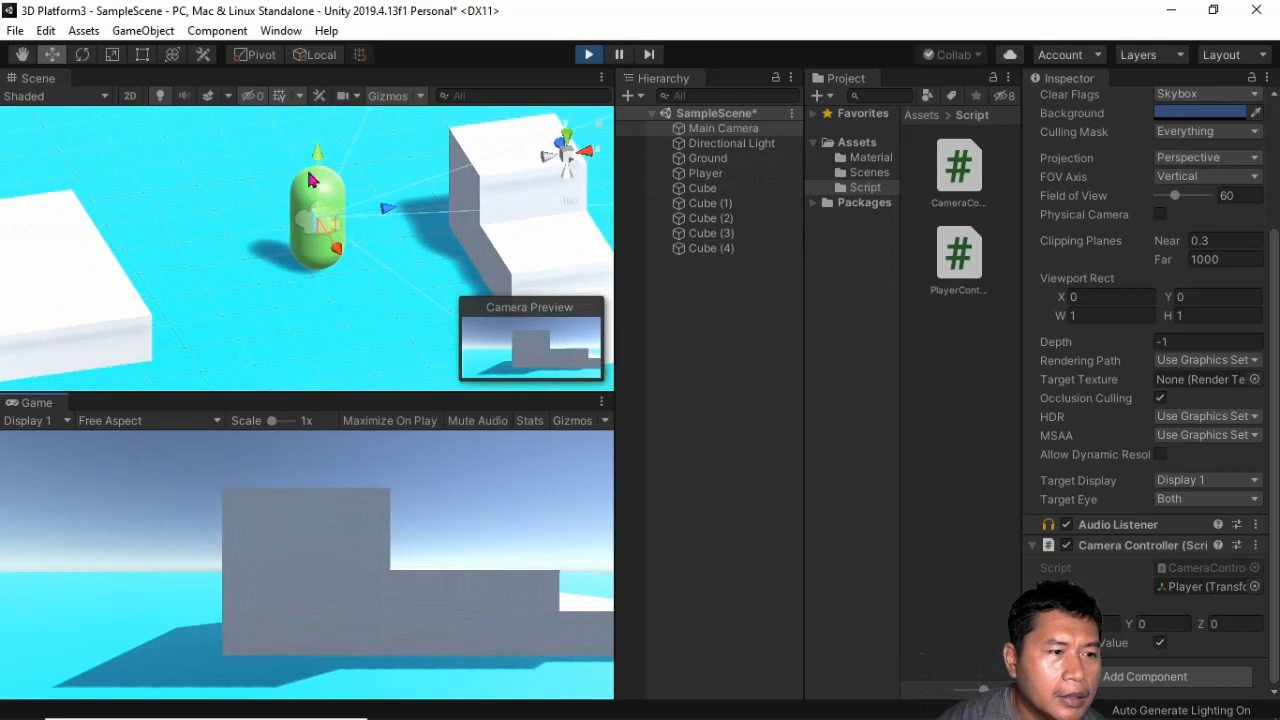 3D Platform3 - SampleScene - PC, Mac & Linux Standalone - Unity 2019.4.13f1 Personal* <DX11>
File Edit Assets GameObject Component Window Help
Pivot Local Collab Account Layers Layout
Scene
Shaded 2D 0 Gizmos All
Iso
Camera Preview
Game
Display 1 Free Aspect Scale 1x Maximize On Play Mute Audio Stats Gizmos
Hierarchy
All
SampleScene*
Main Camera
Directional Light
Ground
Player
Cube
Cube (1)
Cube (2)
Cube (3)
Cube (4)
Project
8
Favorites
Assets
Material
Scenes
Script
Packages
Assets Script
CameraCo...
PlayerCont...
Inspector
Clear Flags Skybox
Background
Culling Mask Everything
Projection Perspective
FOV Axis Vertical
Field of View 60
Physical Camera
Clipping Planes Near 0.3
Far 1000
Viewport Rect
X 0 Y 0
W 1 H 1
Depth -1
Rendering Path Use Graphics Set
Target Texture None (Render Te
Occlusion Culling
HDR Use Graphics Set
MSAA Use Graphics Set
Allow Dynamic Resol
Target Display Display 1
Target Eye Both
Audio Listener
Camera Controller (Scri
Script CameraContro
Player (Transfo
Y 0 Z 0
Value
Add Component
Auto Generate Lighting On